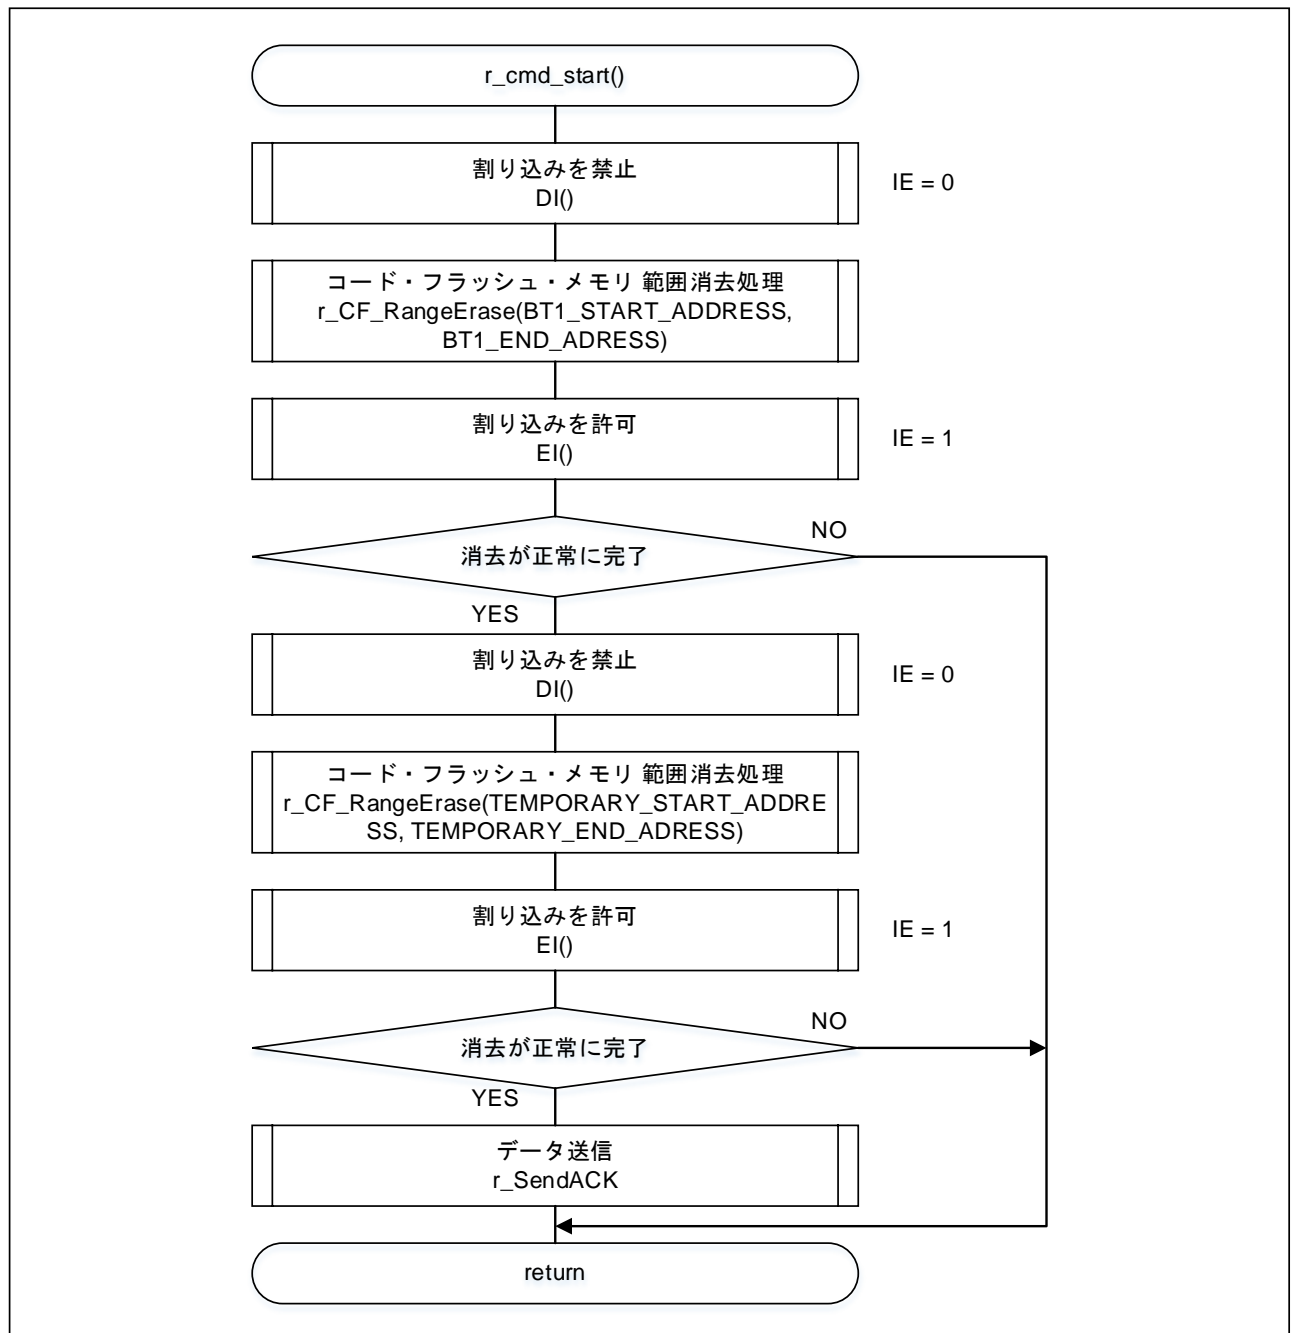 r_cmd_start()
割り込みを禁止
DI()
IE = 0
コード・フラッシュ・メモリ 範囲消去処理
r_CF_RangeErase(BT1_START_ADDRESS,
BT1_END_ADRESS)
割り込みを許可
EI()
IE = 1
消去が正常に完了
NO
YES
割り込みを禁止
DI()
IE = 0
コード・フラッシュ・メモリ 範囲消去処理
r_CF_RangeErase(TEMPORARY_START_ADDRE
SS, TEMPORARY_END_ADRESS)
割り込みを許可
EI()
IE = 1
消去が正常に完了
NO
YES
データ送信
r_SendACK
return